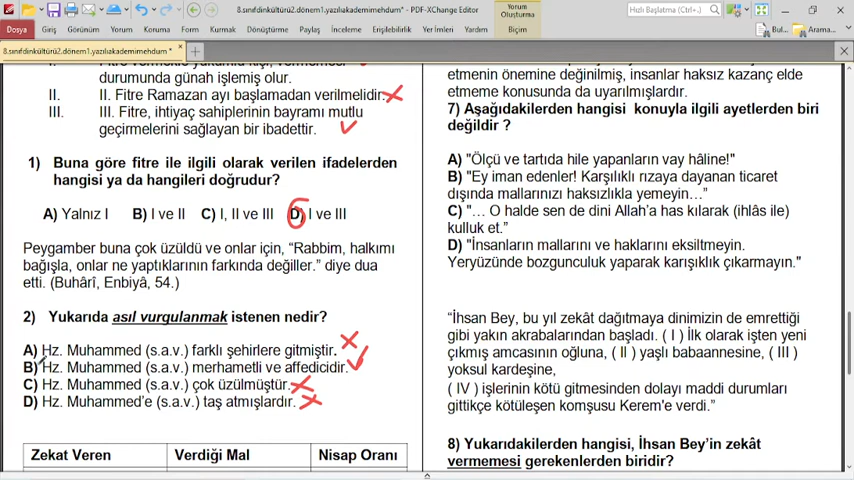 8.sınıfdinkültürü2.dönem1.yazılıakademimehdum* - PDF-XChange Editor
Yorum Oluşturma
Hızlı Başlatma (Ctrl+.)
Dosya Giriş Görünüm Düzenle Yorum Koruma Form Kenarlık Paylaş İnceleme Erişilebilirlik Yer İmleri Yardım Biçim Bul... Arama...
8.sınıfdinkültürü2.dönem1.yazılıakademimehdum *
durumunda günah işlemiş olur.
II. II. Fitre Ramazan ayı başlamadan verilmelidir.
III. III. Fitre, ihtiyaç sahiplerinin bayramı mutlu
geçirmelerini sağlayan bir ibadettir.
1) Buna göre fitre ile ilgili olarak verilen ifadelerden
hangisi ya da hangileri doğrudur?
A) Yalnız I B) I ve II C) I, II ve III D) I ve III
Peygamber buna çok üzüldü ve onlar için, “Rabbim, halkımı
bağışla, onlar ne yaptıklarının farkında değiller.” diye dua
etti. (Buhârî, Enbiyâ, 54.)
2) Yukarıda asıl vurgulanmak istenen nedir?
A) Hz. Muhammed (s.a.v.) farklı şehirlere gitmiştir.
B) Hz. Muhammed (s.a.v.) merhametli ve affedicidir.
C) Hz. Muhammed (s.a.v.) çok üzülmüştür.
D) Hz. Muhammed’e (s.a.v.) taş atmışlardır.
Zekat Veren Verdiği Mal Nisap Oranı
etmenin önemine değinilmiş, insanlar haksız kazanç elde
etmeme konusunda da uyarılmışlardır.
7) Aşağıdakilerden hangisi konuyla ilgili ayetlerden biri
değildir ?
A) "Ölçü ve tartıda hile yapanların vay hâline!"
B) "Ey iman edenler! Karşılıklı rızaya dayanan ticaret
dışında mallarınızı haksızlıkla yemeyin…”
C) "… O halde sen de dini Allah’a has kılarak (ihlâs ile)
kulluk et.”
D) "İnsanların mallarını ve haklarını eksiltmeyin.
Yeryüzünde bozgunculuk yaparak karışıklık çıkarmayın."
“İhsan Bey, bu yıl zekât dağıtmaya dinimizin de emrettiği
gibi yakın akrabalarından başladı. ( I ) İlk olarak işten yeni
çıkmış amcasının oğluna, ( II ) yaşlı babaannesine, ( III )
yoksul kardeşine,
( IV ) işlerinin kötü gitmesinden dolayı maddi durumları
gittikçe kötüleşen komşusu Kerem'e verdi.”
8) Yukarıdakilerden hangisi, İhsan Bey’in zekât
vermemesi gerekenlerden biridir?